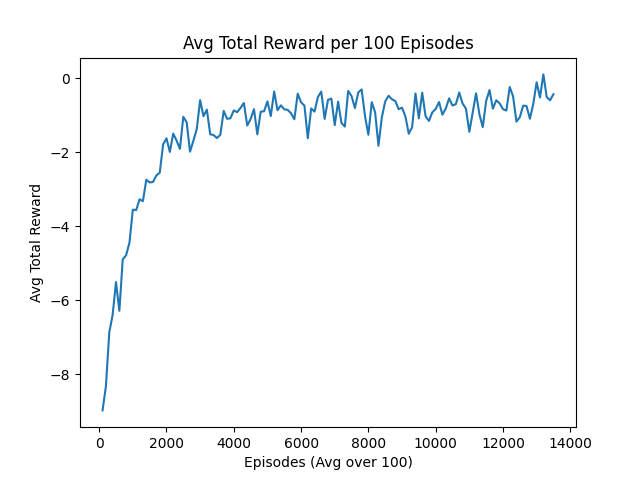 Avg Total Reward per 100 Episodes
Avg Total Reward
0
−2
−4
−6
−8
0 2000 4000 6000 8000 10000 12000 14000
Episodes (Avg over 100)